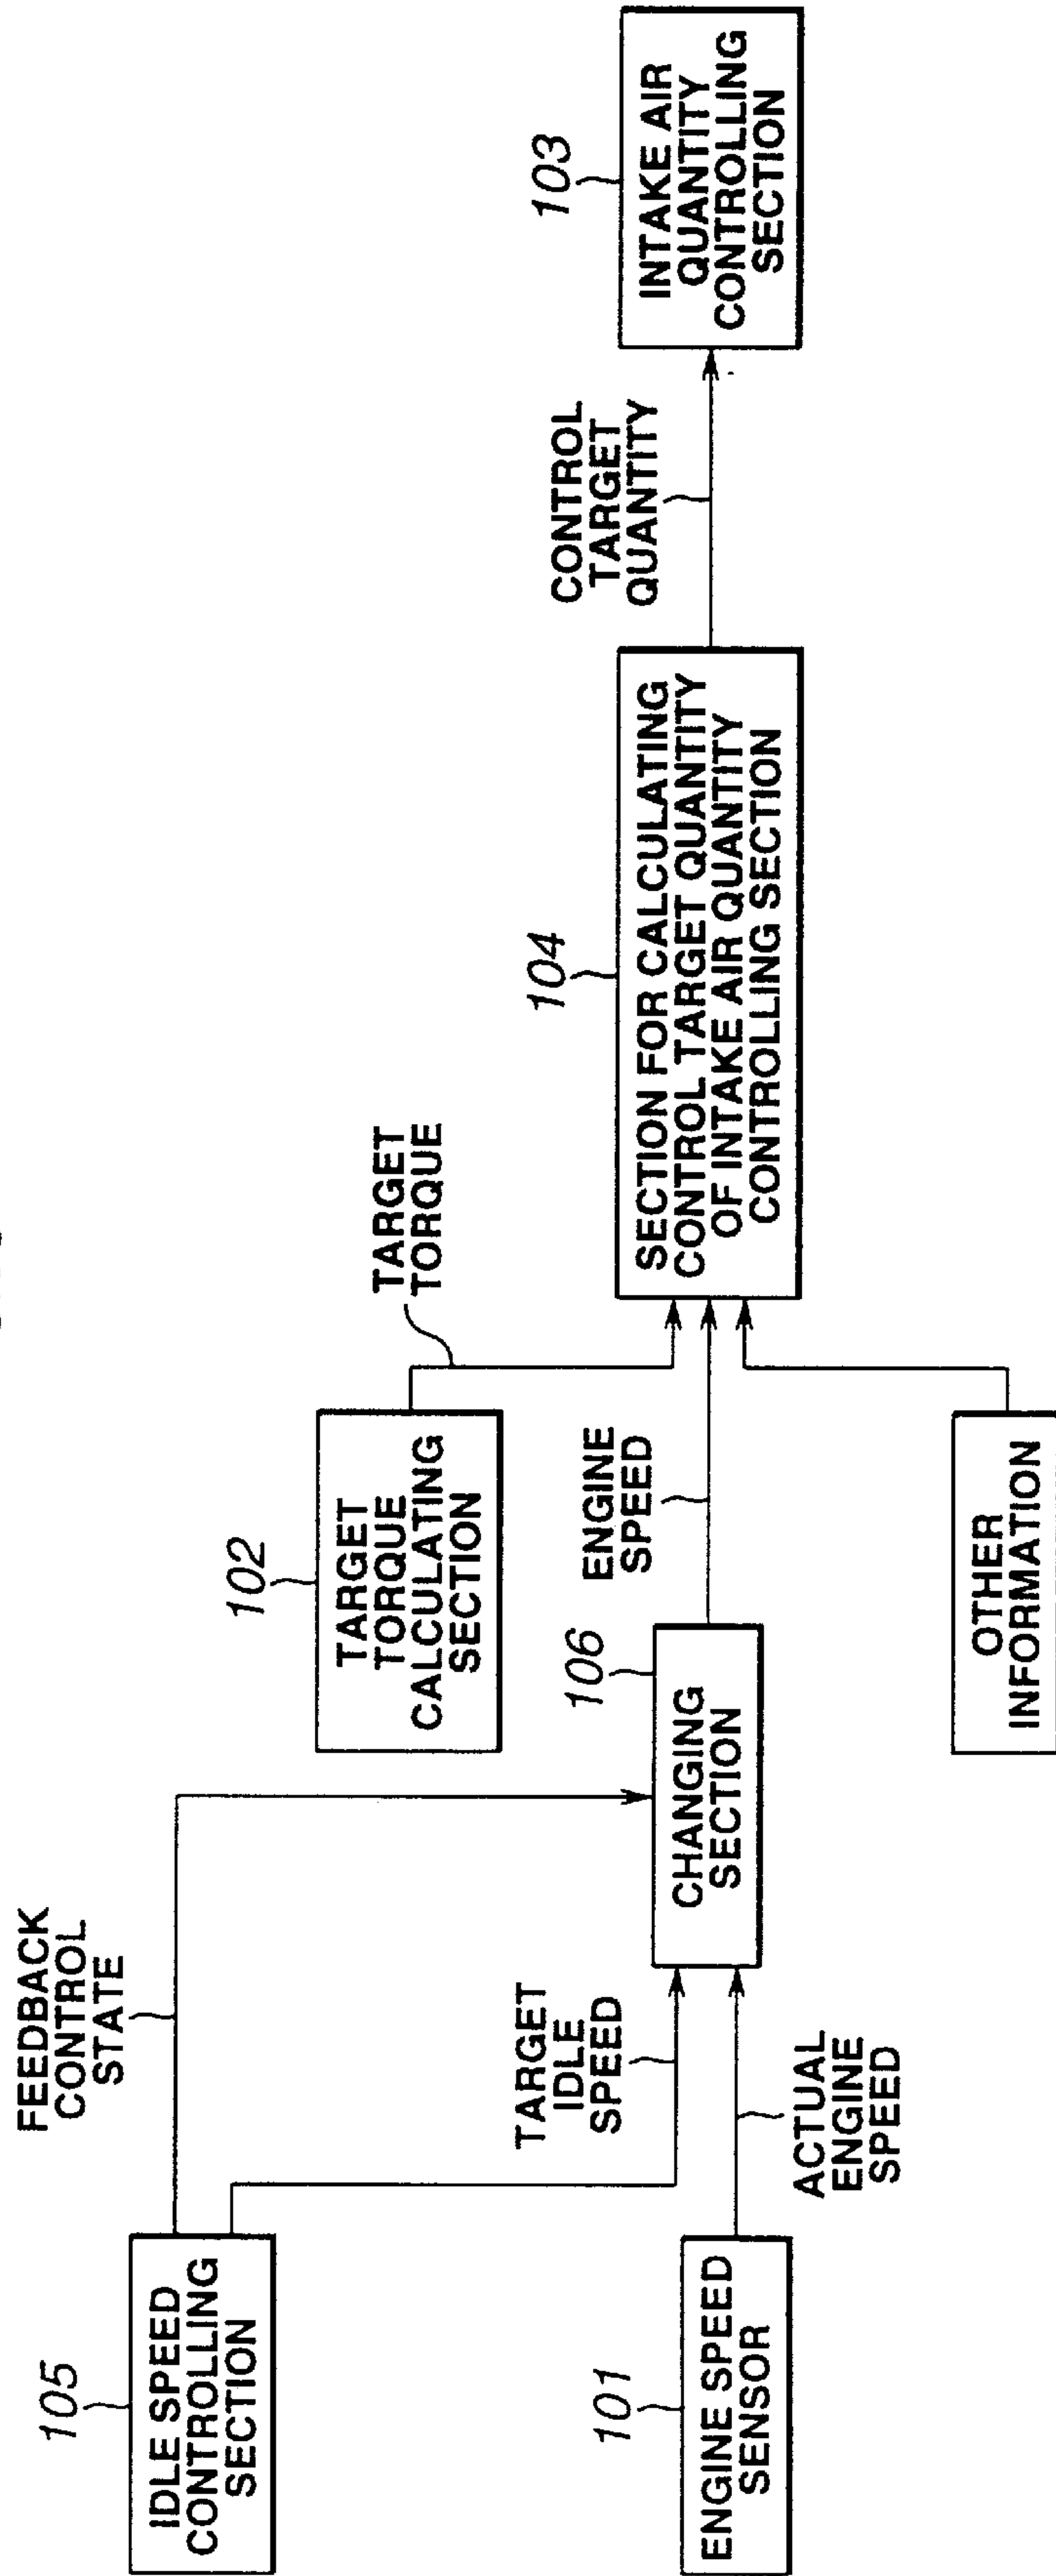 105
IDLE SPEED
CONTROLLING
SECTION
FEEDBACK
CONTROL
STATE
101
ENGINE SPEED
SENSOR
TARGET
IDLE
SPEED
ACTUAL
ENGINE
SPEED
102
TARGET
TORQUE
CALCULATING
SECTION
106
CHANGING
SECTION
TARGET
TORQUE
ENGINE
SPEED
OTHER
INFORMATION
104
SECTION FOR CALCULATING
CONTROL TARGET QUANTITY
OF INTAKE AIR QUANTITY
CONTROLLING SECTION
CONTROL
TARGET
QUANTITY
103
INTAKE AIR
QUANTITY
CONTROLLING
SECTION